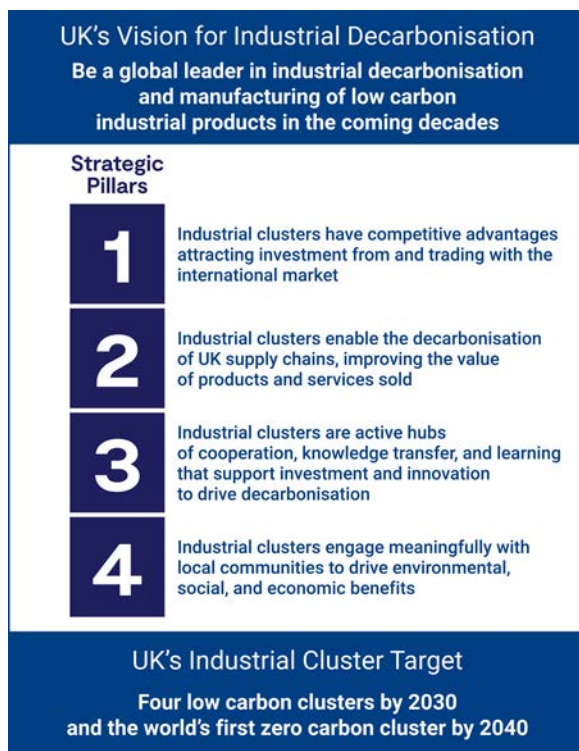 UK's Vision for Industrial Decarbonisation
Be a global leader in industrial decarbonisation
and manufacturing of low carbon
industrial products in the coming decades
Strategic
Pillars
1
Industrial clusters have competitive advantages
attracting investment from and trading with the
international market
2
Industrial clusters enable the decarbonisation
of UK supply chains, improving the value
of products and services sold
3
Industrial clusters are active hubs
of cooperation, knowledge transfer, and learning
that support investment and innovation
to drive decarbonisation
4
Industrial clusters engage meaningfully with
local communities to drive environmental,
social, and economic benefits
UK's Industrial Cluster Target
Four low carbon clusters by 2030
and the world's first zero carbon cluster by 2040